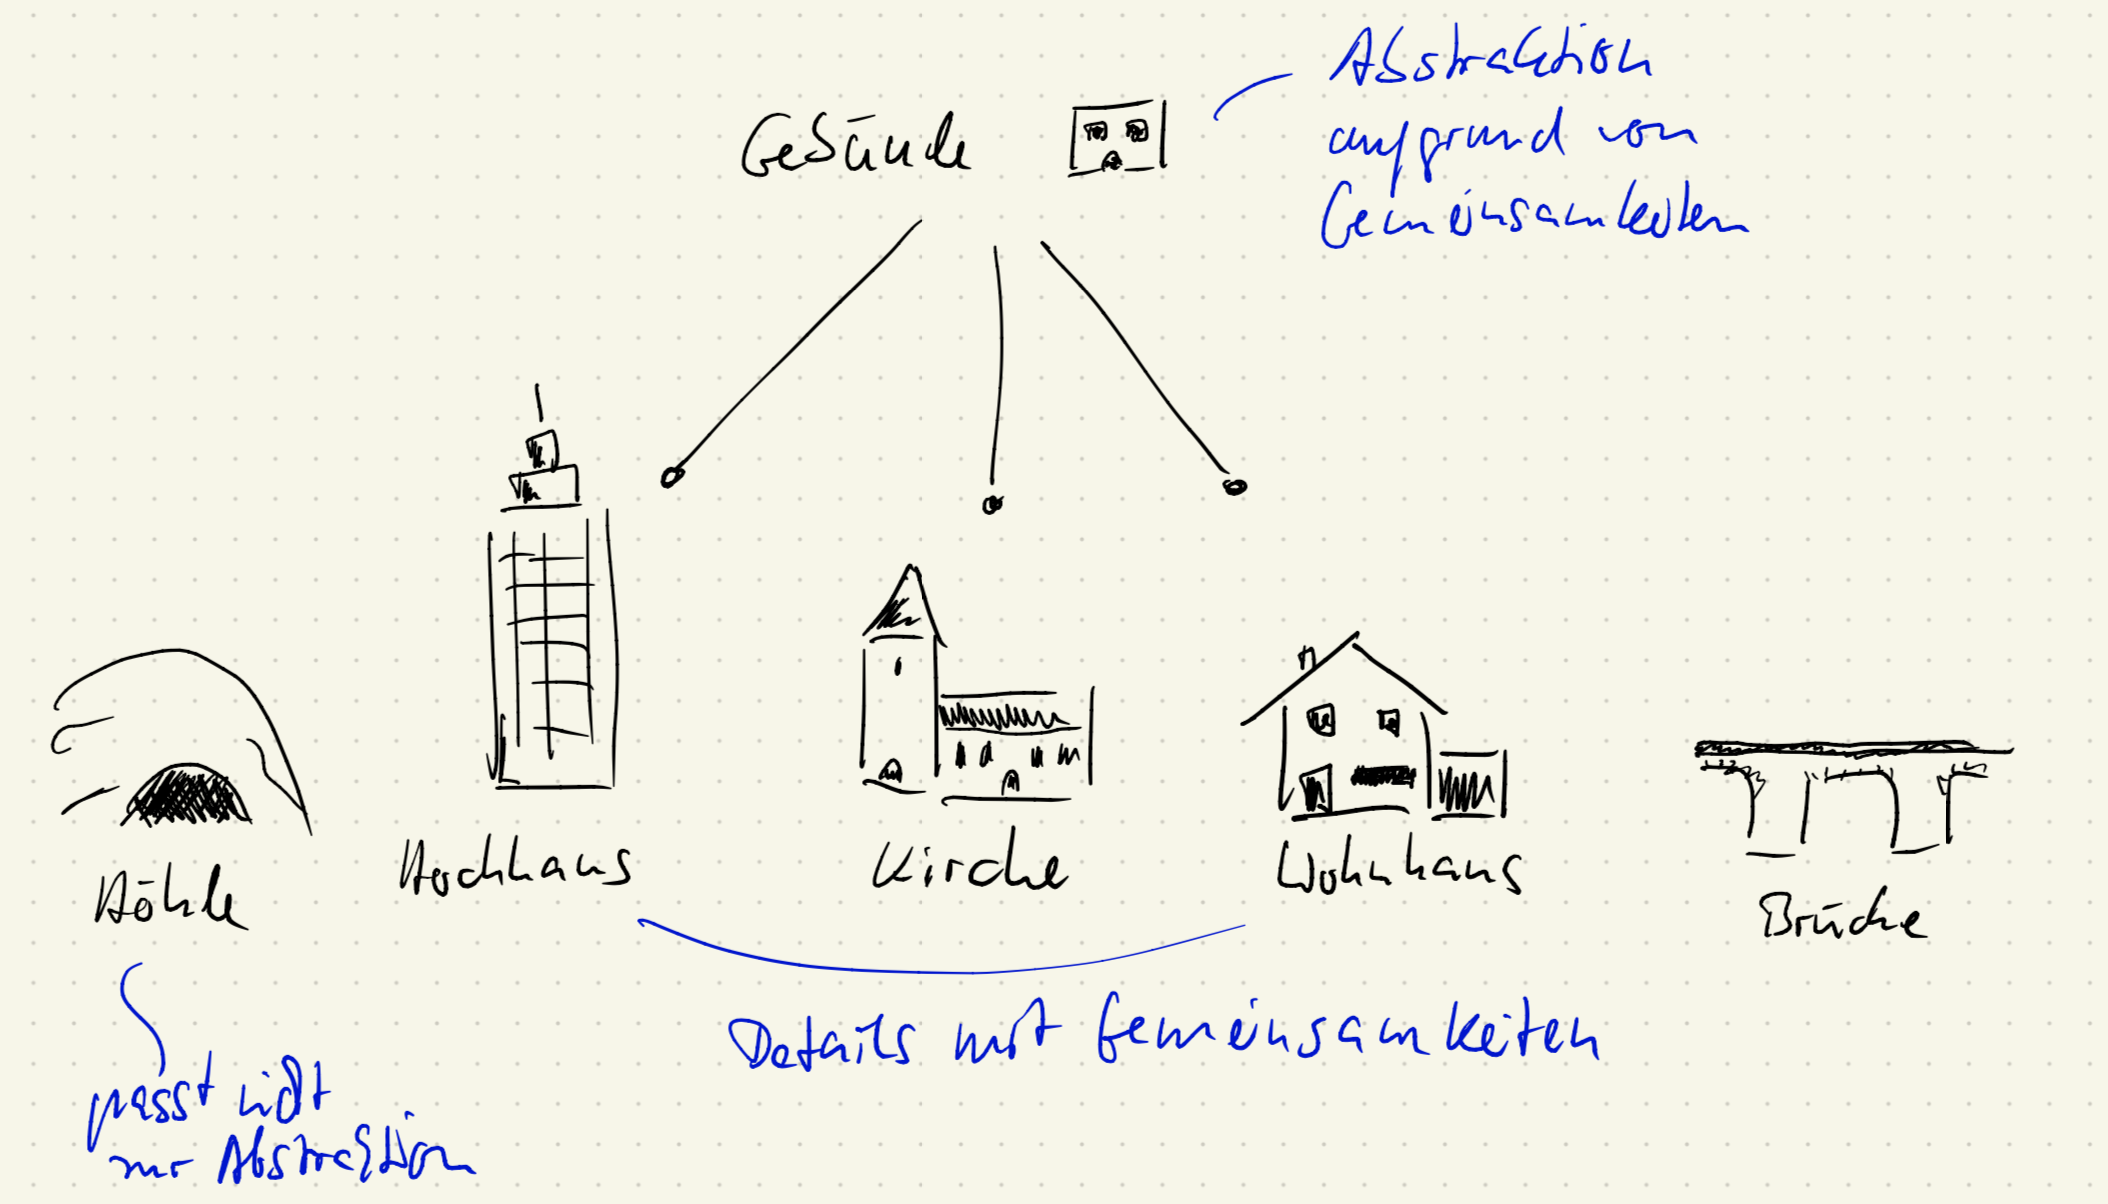 Gebäude
Abstraktion
aufgrund von
Gemeinsamkeiten
Höhle
Hochhaus
Kirche
Wohnhaus
Brücke
Details mit Gemeinsamkeiten
passt nicht
zur Abstraktion